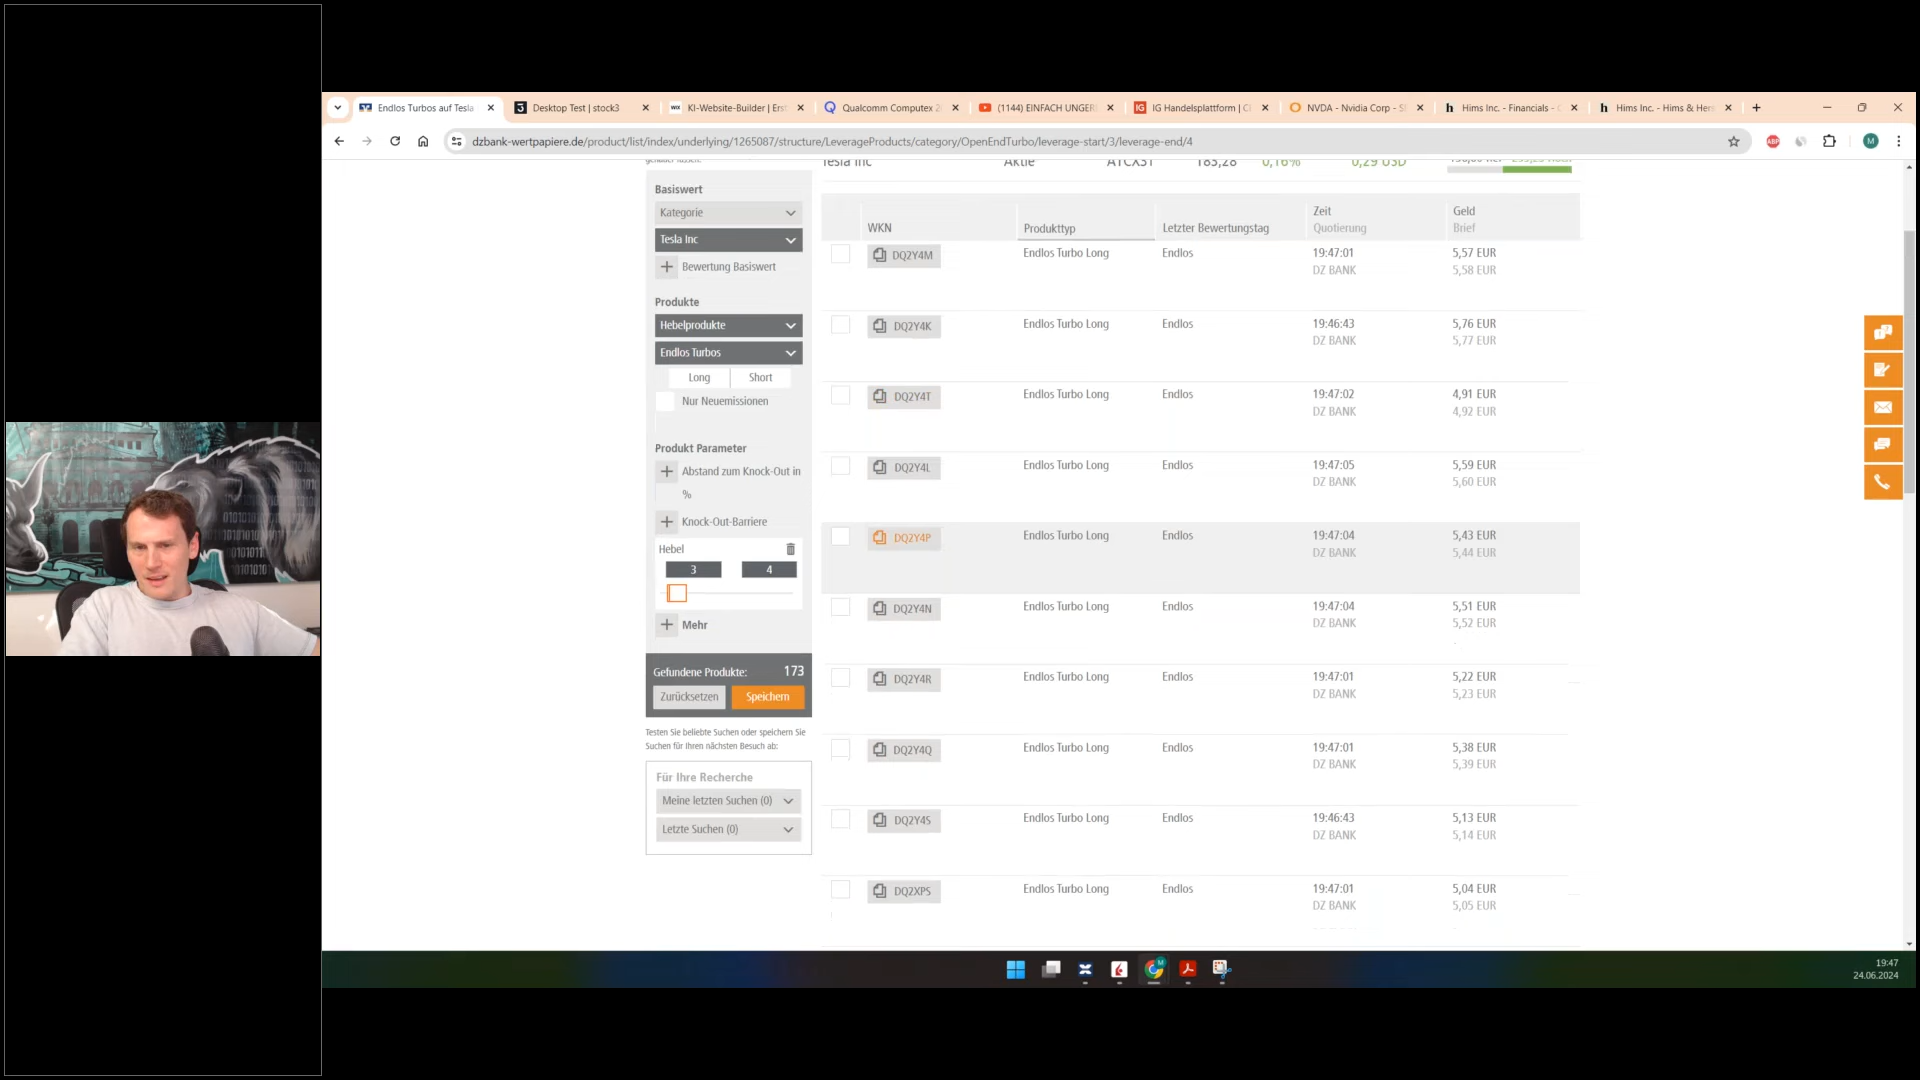 Endlos Turbos auf Tesla
Desktop Test | stock3
KI-Website-Builder | Erst
Qualcomm Computex 2
(1144) EINFACH UNGER
IG Handelsplattform | C
NVDA - Nvidia Corp - S
Hims Inc. - Financials -
Hims Inc. - Hims & Her
dzbank-wertpapiere.de/product/list/index/underlying/1265087/structure/LeverageProducts/category/OpenEndTurbo/leverage-start/3/leverage-end/4
ABP
M
Tesla Inc Aktie A1CX3T 183,28 0,16% 0,29 USD
Basiswert
Kategorie
Tesla Inc
Bewertung Basiswert
Produkte
Hebelprodukte
Endlos Turbos
Long Short
Nur Neuemissionen
Produkt Parameter
Abstand zum Knock-Out in
%
Knock-Out-Barriere
Hebel
3 4
Mehr
Gefundene Produkte: 173
Zurücksetzen Speichern
Testen Sie beliebte Suchen oder speichern Sie
Suchen für Ihren nächsten Besuch ab:
Für Ihre Recherche
Meine letzten Suchen (0)
Letzte Suchen (0)
Zeit Geld
WKN Produkttyp Letzter Bewertungstag Quotierung Brief
DQ2Y4M Endlos Turbo Long Endlos 19:47:01 5,57 EUR
DZ BANK 5,58 EUR
DQ2Y4K Endlos Turbo Long Endlos 19:46:43 5,76 EUR
DZ BANK 5,77 EUR
DQ2Y4T Endlos Turbo Long Endlos 19:47:02 4,91 EUR
DZ BANK 4,92 EUR
DQ2Y4L Endlos Turbo Long Endlos 19:47:05 5,59 EUR
DZ BANK 5,60 EUR
DQ2Y4P Endlos Turbo Long Endlos 19:47:04 5,43 EUR
DZ BANK 5,44 EUR
DQ2Y4N Endlos Turbo Long Endlos 19:47:04 5,51 EUR
DZ BANK 5,52 EUR
DQ2Y4R Endlos Turbo Long Endlos 19:47:01 5,22 EUR
DZ BANK 5,23 EUR
DQ2Y4Q Endlos Turbo Long Endlos 19:47:01 5,38 EUR
DZ BANK 5,39 EUR
DQ2Y4S Endlos Turbo Long Endlos 19:46:43 5,13 EUR
DZ BANK 5,14 EUR
DQ2XPS Endlos Turbo Long Endlos 19:47:01 5,04 EUR
DZ BANK 5,05 EUR
19:47
24.06.2024